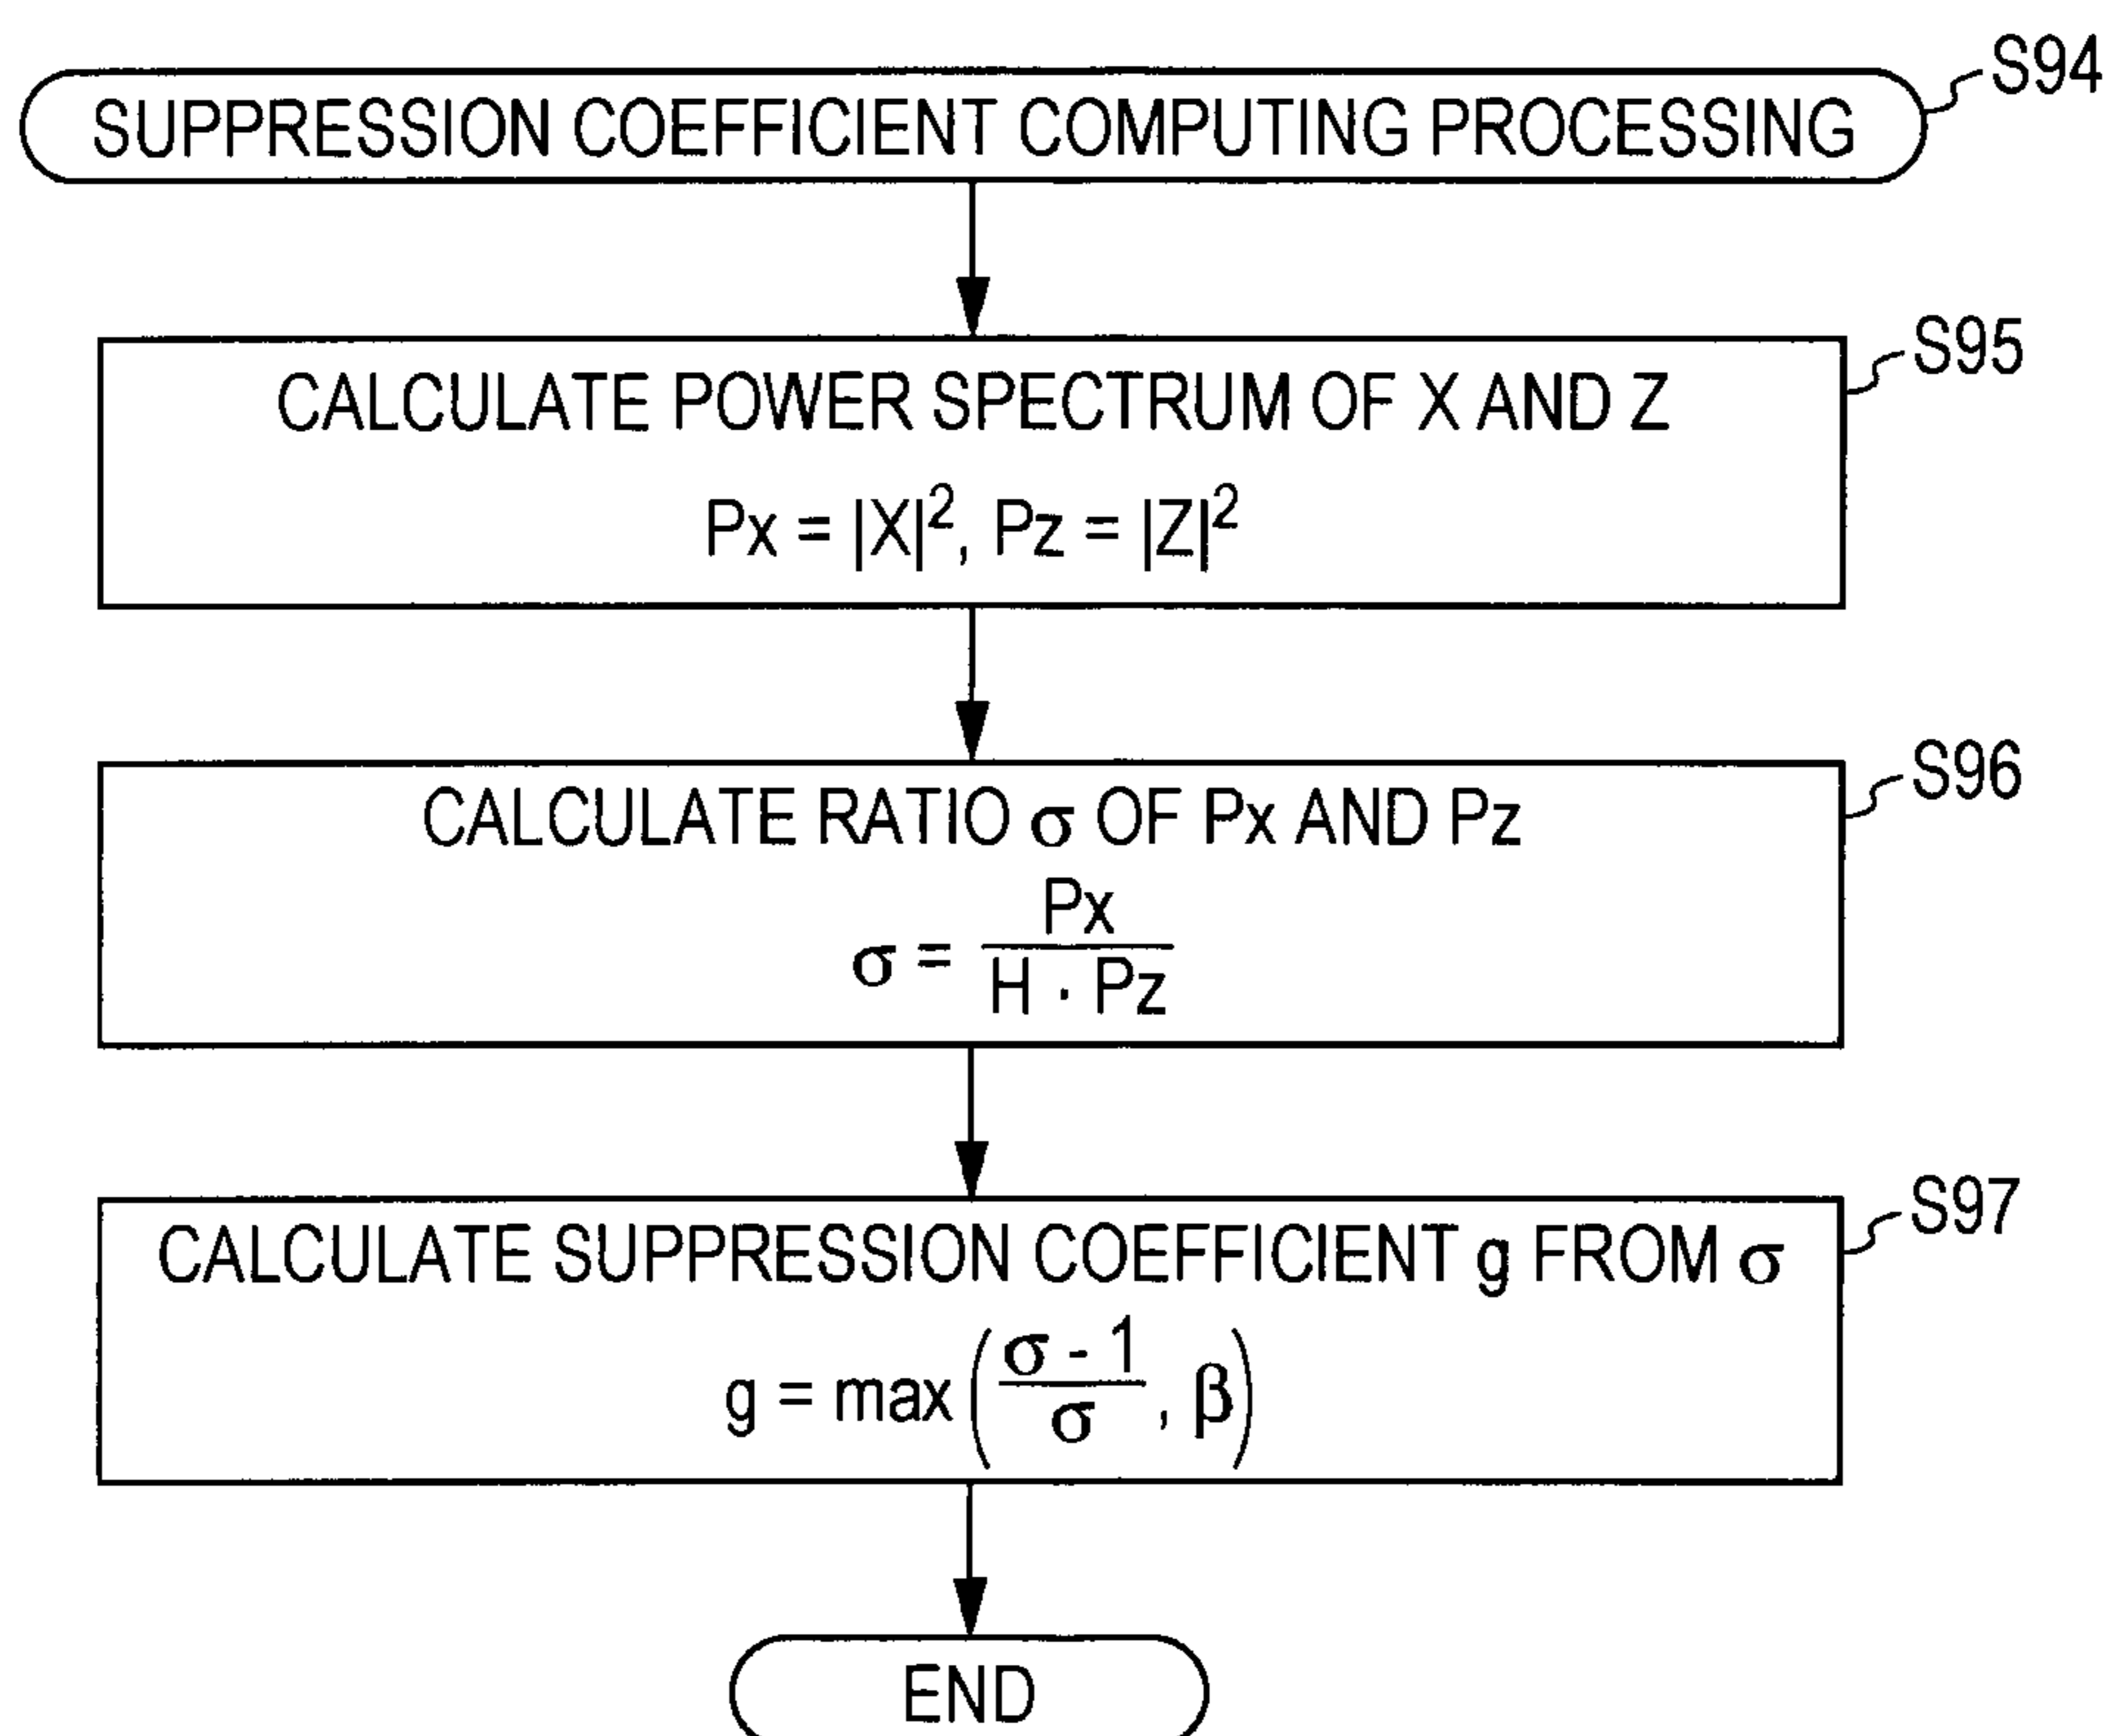 S94
SUPPRESSION COEFFICIENT COMPUTING PROCESSING
S95
CALCULATE POWER SPECTRUM OF X AND Z
Px = |X|², Pz = |Z|²
S96
CALCULATE RATIO σ OF Px AND Pz
σ = Px / H · Pz
S97
CALCULATE SUPPRESSION COEFFICIENT g FROM σ
g = max(σ - 1 / σ, β)
END